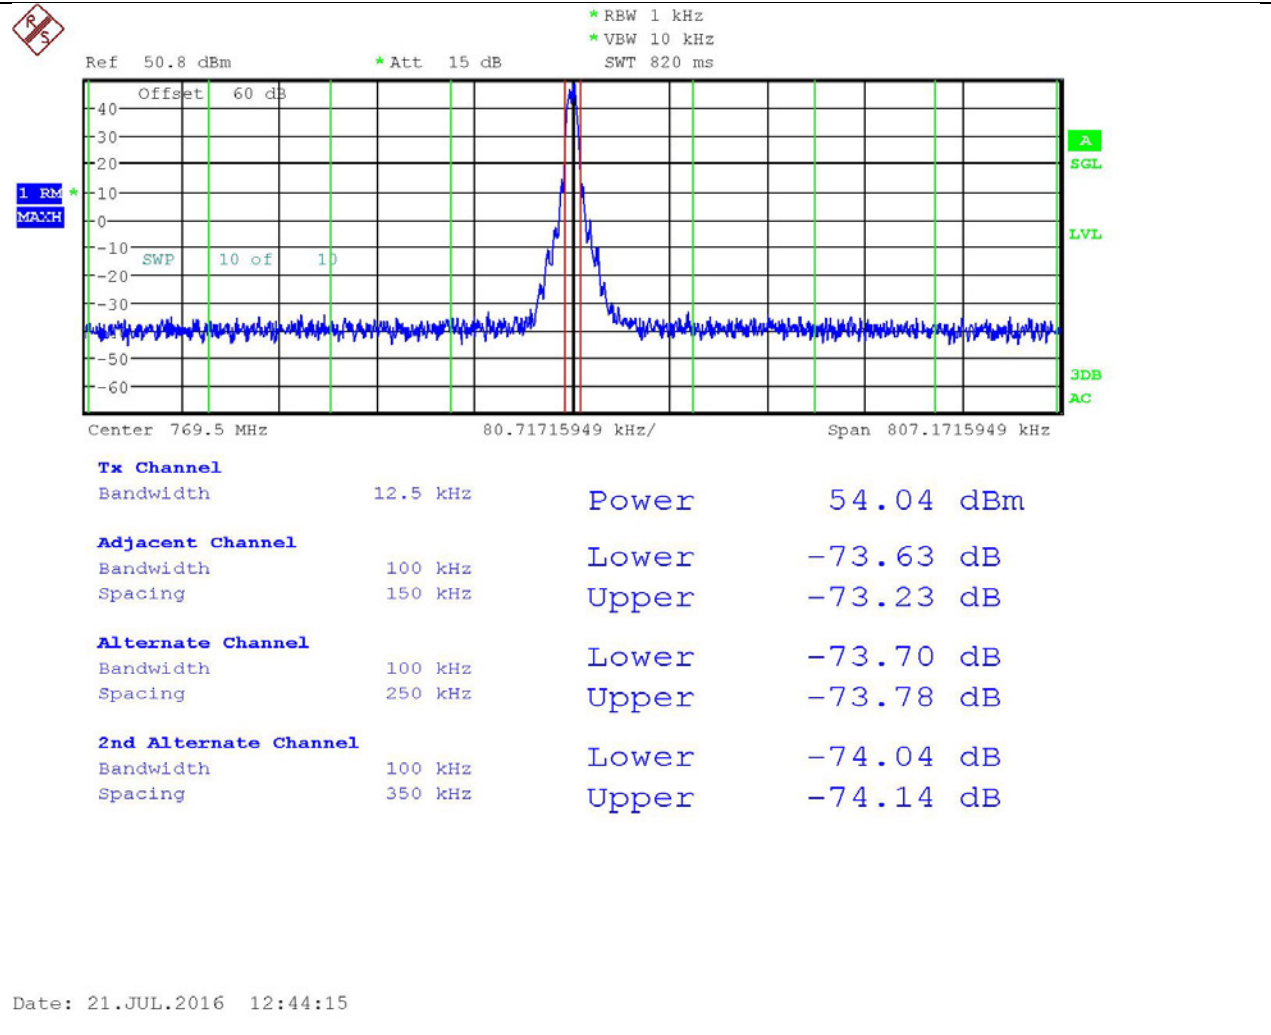 R
S
* RBW 1 kHz
* VBW 10 kHz
Ref 50.8 dBm * Att 15 dB SWT 820 ms
Offset 60 dB
40
30
A
20
SGL
1 RM * 10
MAXH 0
LVL
-10
SWP 10 of 10
-20
-30
-50
3DB
-60
AC
Center 769.5 MHz 80.71715949 kHz/ Span 807.1715949 kHz
Tx Channel
Bandwidth 12.5 kHz Power 54.04 dBm
Adjacent Channel
Lower -73.63 dB
Bandwidth 100 kHz
Spacing 150 kHz Upper -73.23 dB
Alternate Channel
Lower -73.70 dB
Bandwidth 100 kHz
Spacing 250 kHz Upper -73.78 dB
2nd Alternate Channel
Lower -74.04 dB
Bandwidth 100 kHz
Spacing 350 kHz Upper -74.14 dB
Date: 21.JUL.2016 12:44:15